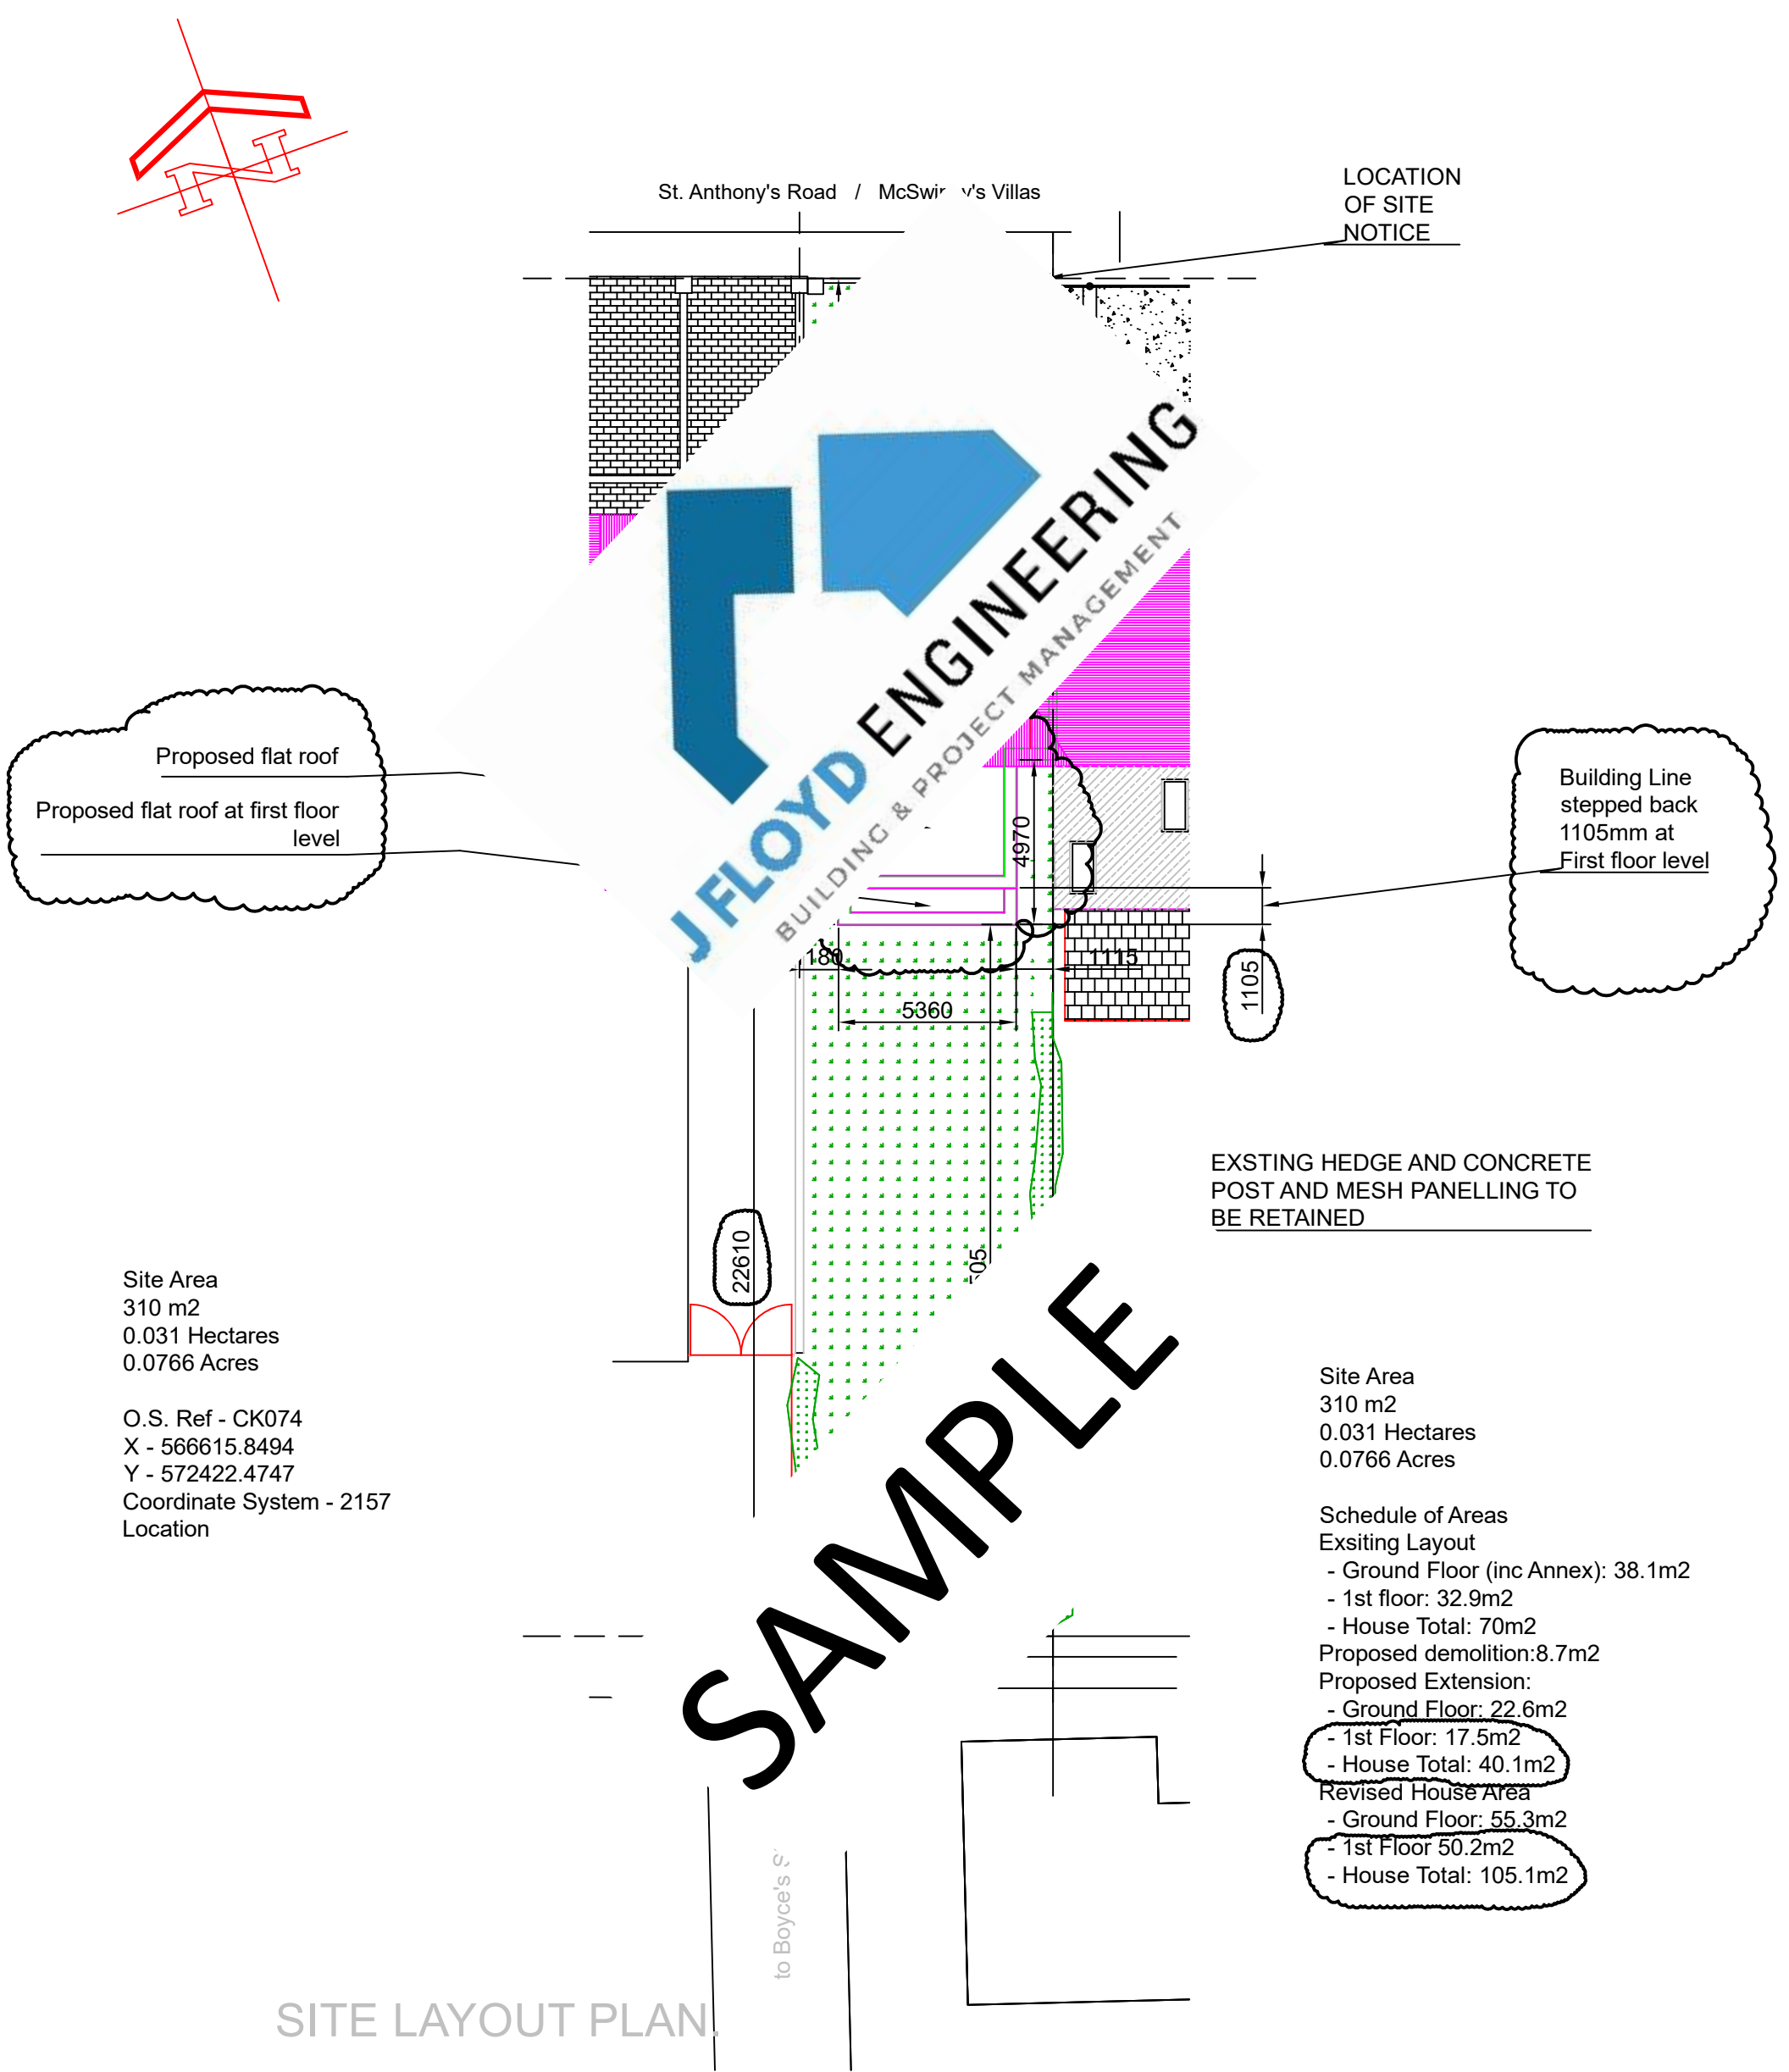 N
St. Anthony's Road / 's Villas
LOCATION
OF SITE
NOTICE
J FLOYD ENGINEERING
BUILDING & PROJECT MANAGEMENT
Proposed flat roof
Proposed flat roof at first floor
level
Building Line
stepped back
1105mm at
First floor level
4970
1115
1105
5360
22610
EXSTING HEDGE AND CONCRETE
POST AND MESH PANELLING TO
BE RETAINED
Site Area
310 m2
0.031 Hectares
0.0766 Acres
O.S. Ref - CK074
X - 566615.8494
Y - 572422.4747
Coordinate System - 2157
Location
SAMPLE
Site Area
310 m2
0.031 Hectares
0.0766 Acres
Schedule of Areas
Exsiting Layout
- Ground Floor (inc Annex): 38.1m2
- 1st floor: 32.9m2
- House Total: 70m2
Proposed demolition:8.7m2
Proposed Extension:
- Ground Floor: 22.6m2
- 1st Floor: 17.5m2
- House Total: 40.1m2
Revised House Area
- Ground Floor: 55.3m2
- 1st Floor 50.2m2
- House Total: 105.1m2
to Boyce's
SITE LAYOUT PLAN.